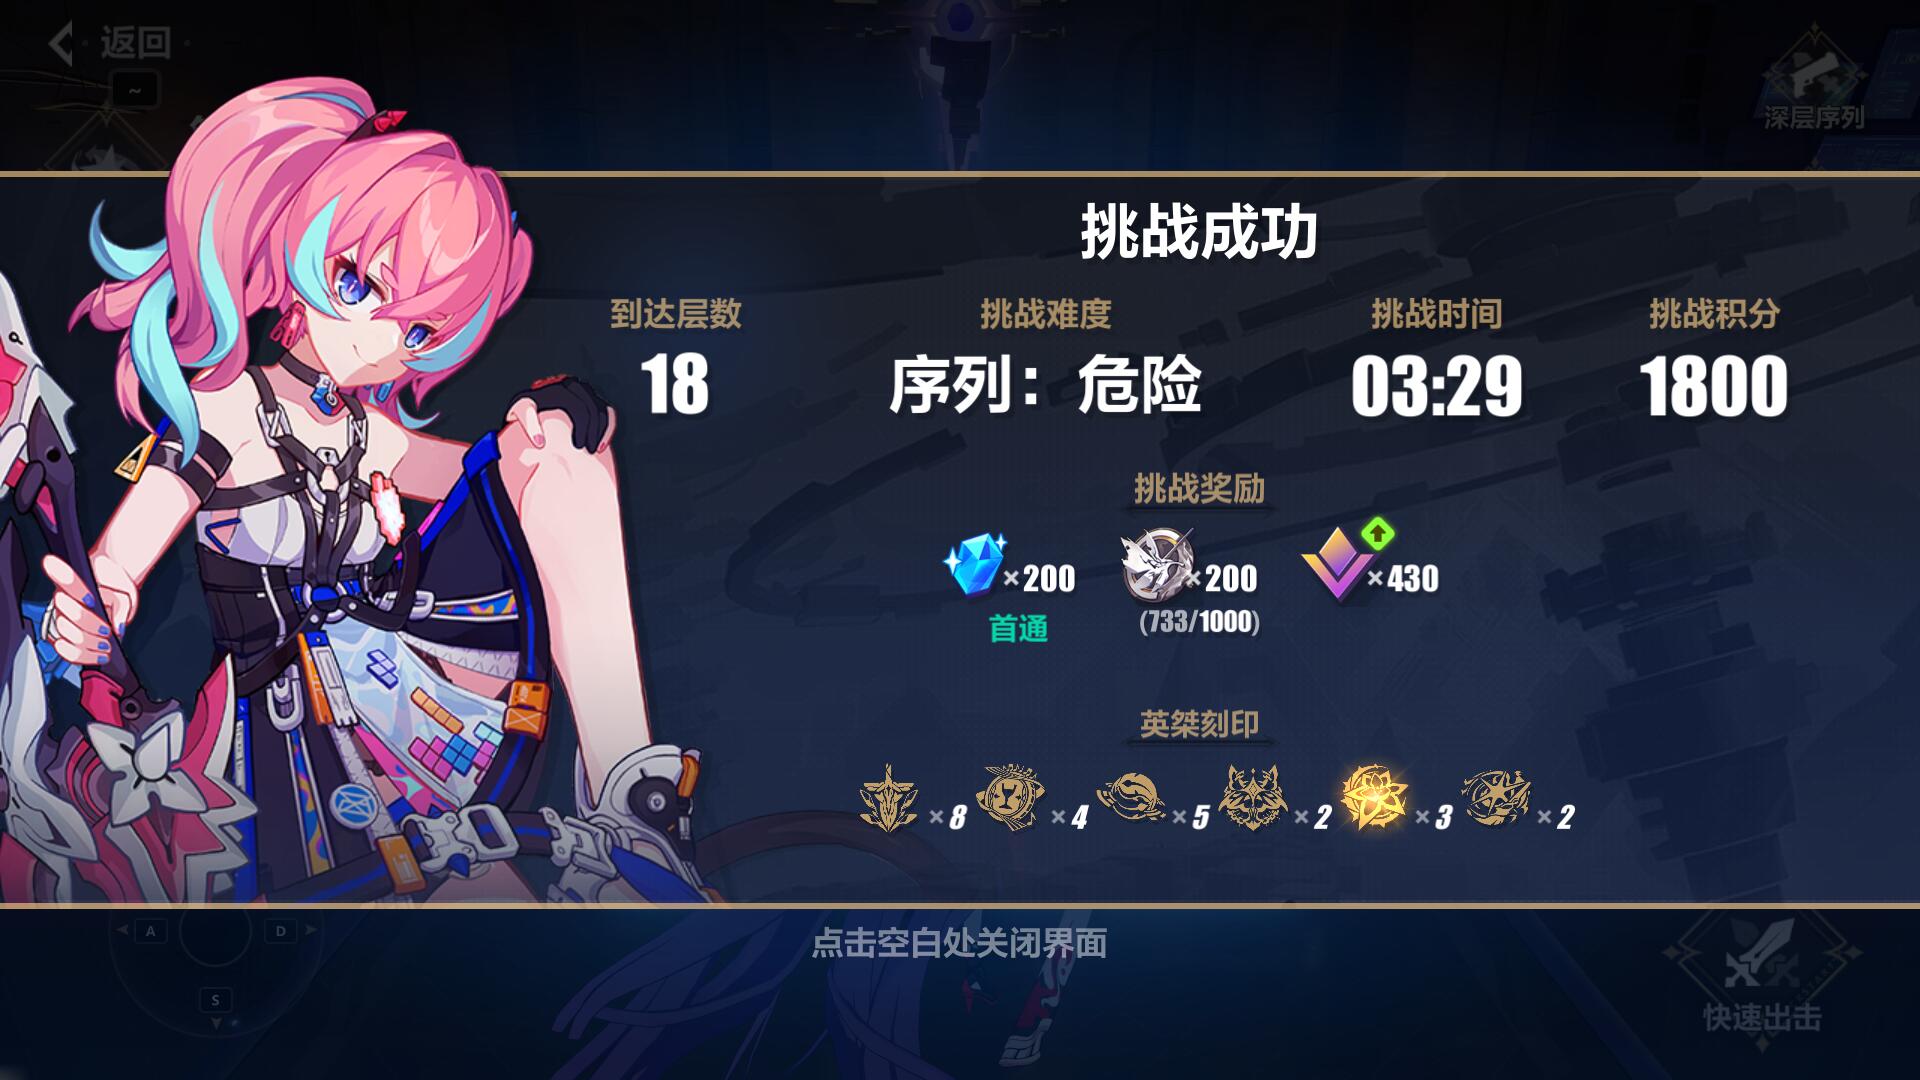 返回
~
深层序列
挑战成功
到达层数 挑战难度 挑战时间 挑战积分
18 序列：危险 03:29 1800
挑战奖励
×200 ×200 ×430
首通 (733/1000)
英桀刻印
×8 ×4 ×5 ×2 ×3 ×2
A D
点击空白处关闭界面
S
快速出击